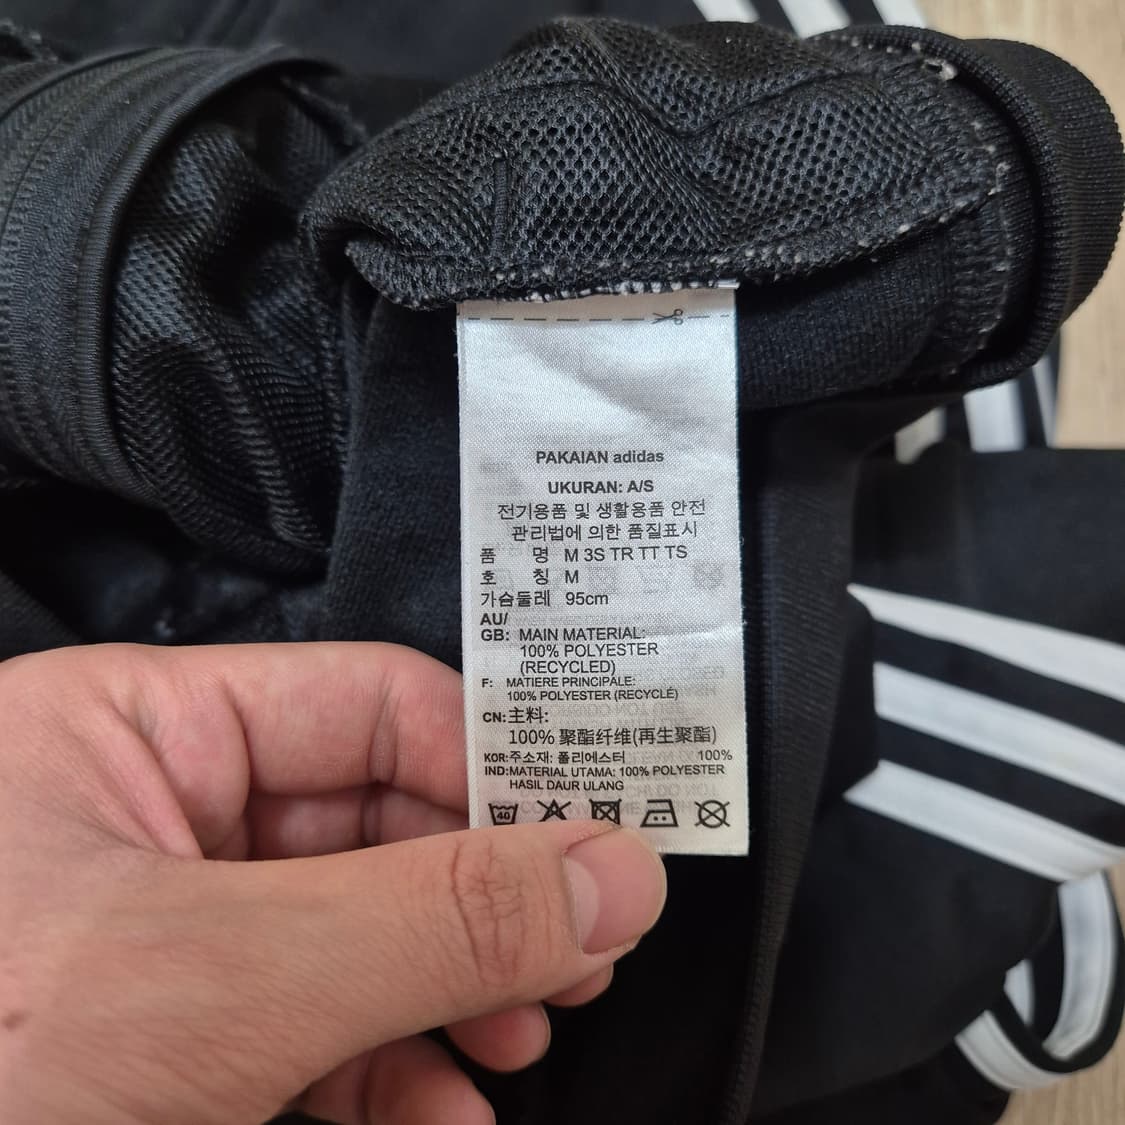 PAKAIAN adidas
UKURAN: A/S
전기용품 및 생활용품 안전
관리법에 의한 품질표시
품 명 M 3S TR TT TS
호 칭 M
가슴둘레 95cm
AU/
GB: MAIN MATERIAL:
100% POLYESTER
(RECYCLED)
F: MATIERE PRINCIPALE:
100% POLYESTER (RECYCLÉ)
CN:主料:
100% 聚酯纤维(再生聚酯)
KOR:주소재: 폴리에스터 100%
IND:MATERIAL UTAMA: 100% POLYESTER
HASIL DAUR ULANG
40